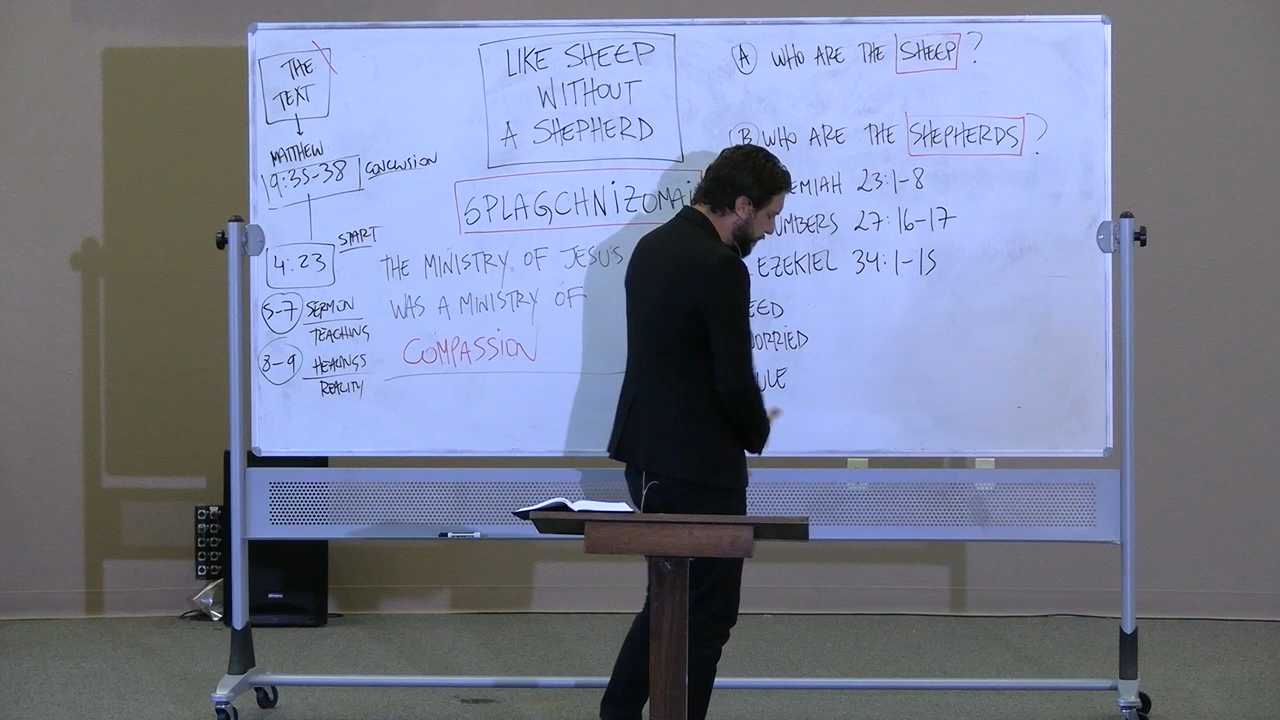 THE
TEXT
MATTHEW
9:35-38 CONCLUSION
4:23 START
5-7 SERMON
TEACHING
8-9 HEALINGS
REALITY
LIKE SHEEP
WITHOUT
A SHEPHERD
SPLAGCHNIZOMAI
THE MINISTRY OF JESUS
WAS A MINISTRY OF
COMPASSION
A WHO ARE THE SHEEP?
B WHO ARE THE SHEPHERDS?
EMIAH 23:1-8
UMBERS 27:16-17
EZEKIEL 34:1-15
EED
ORRIED
ULE